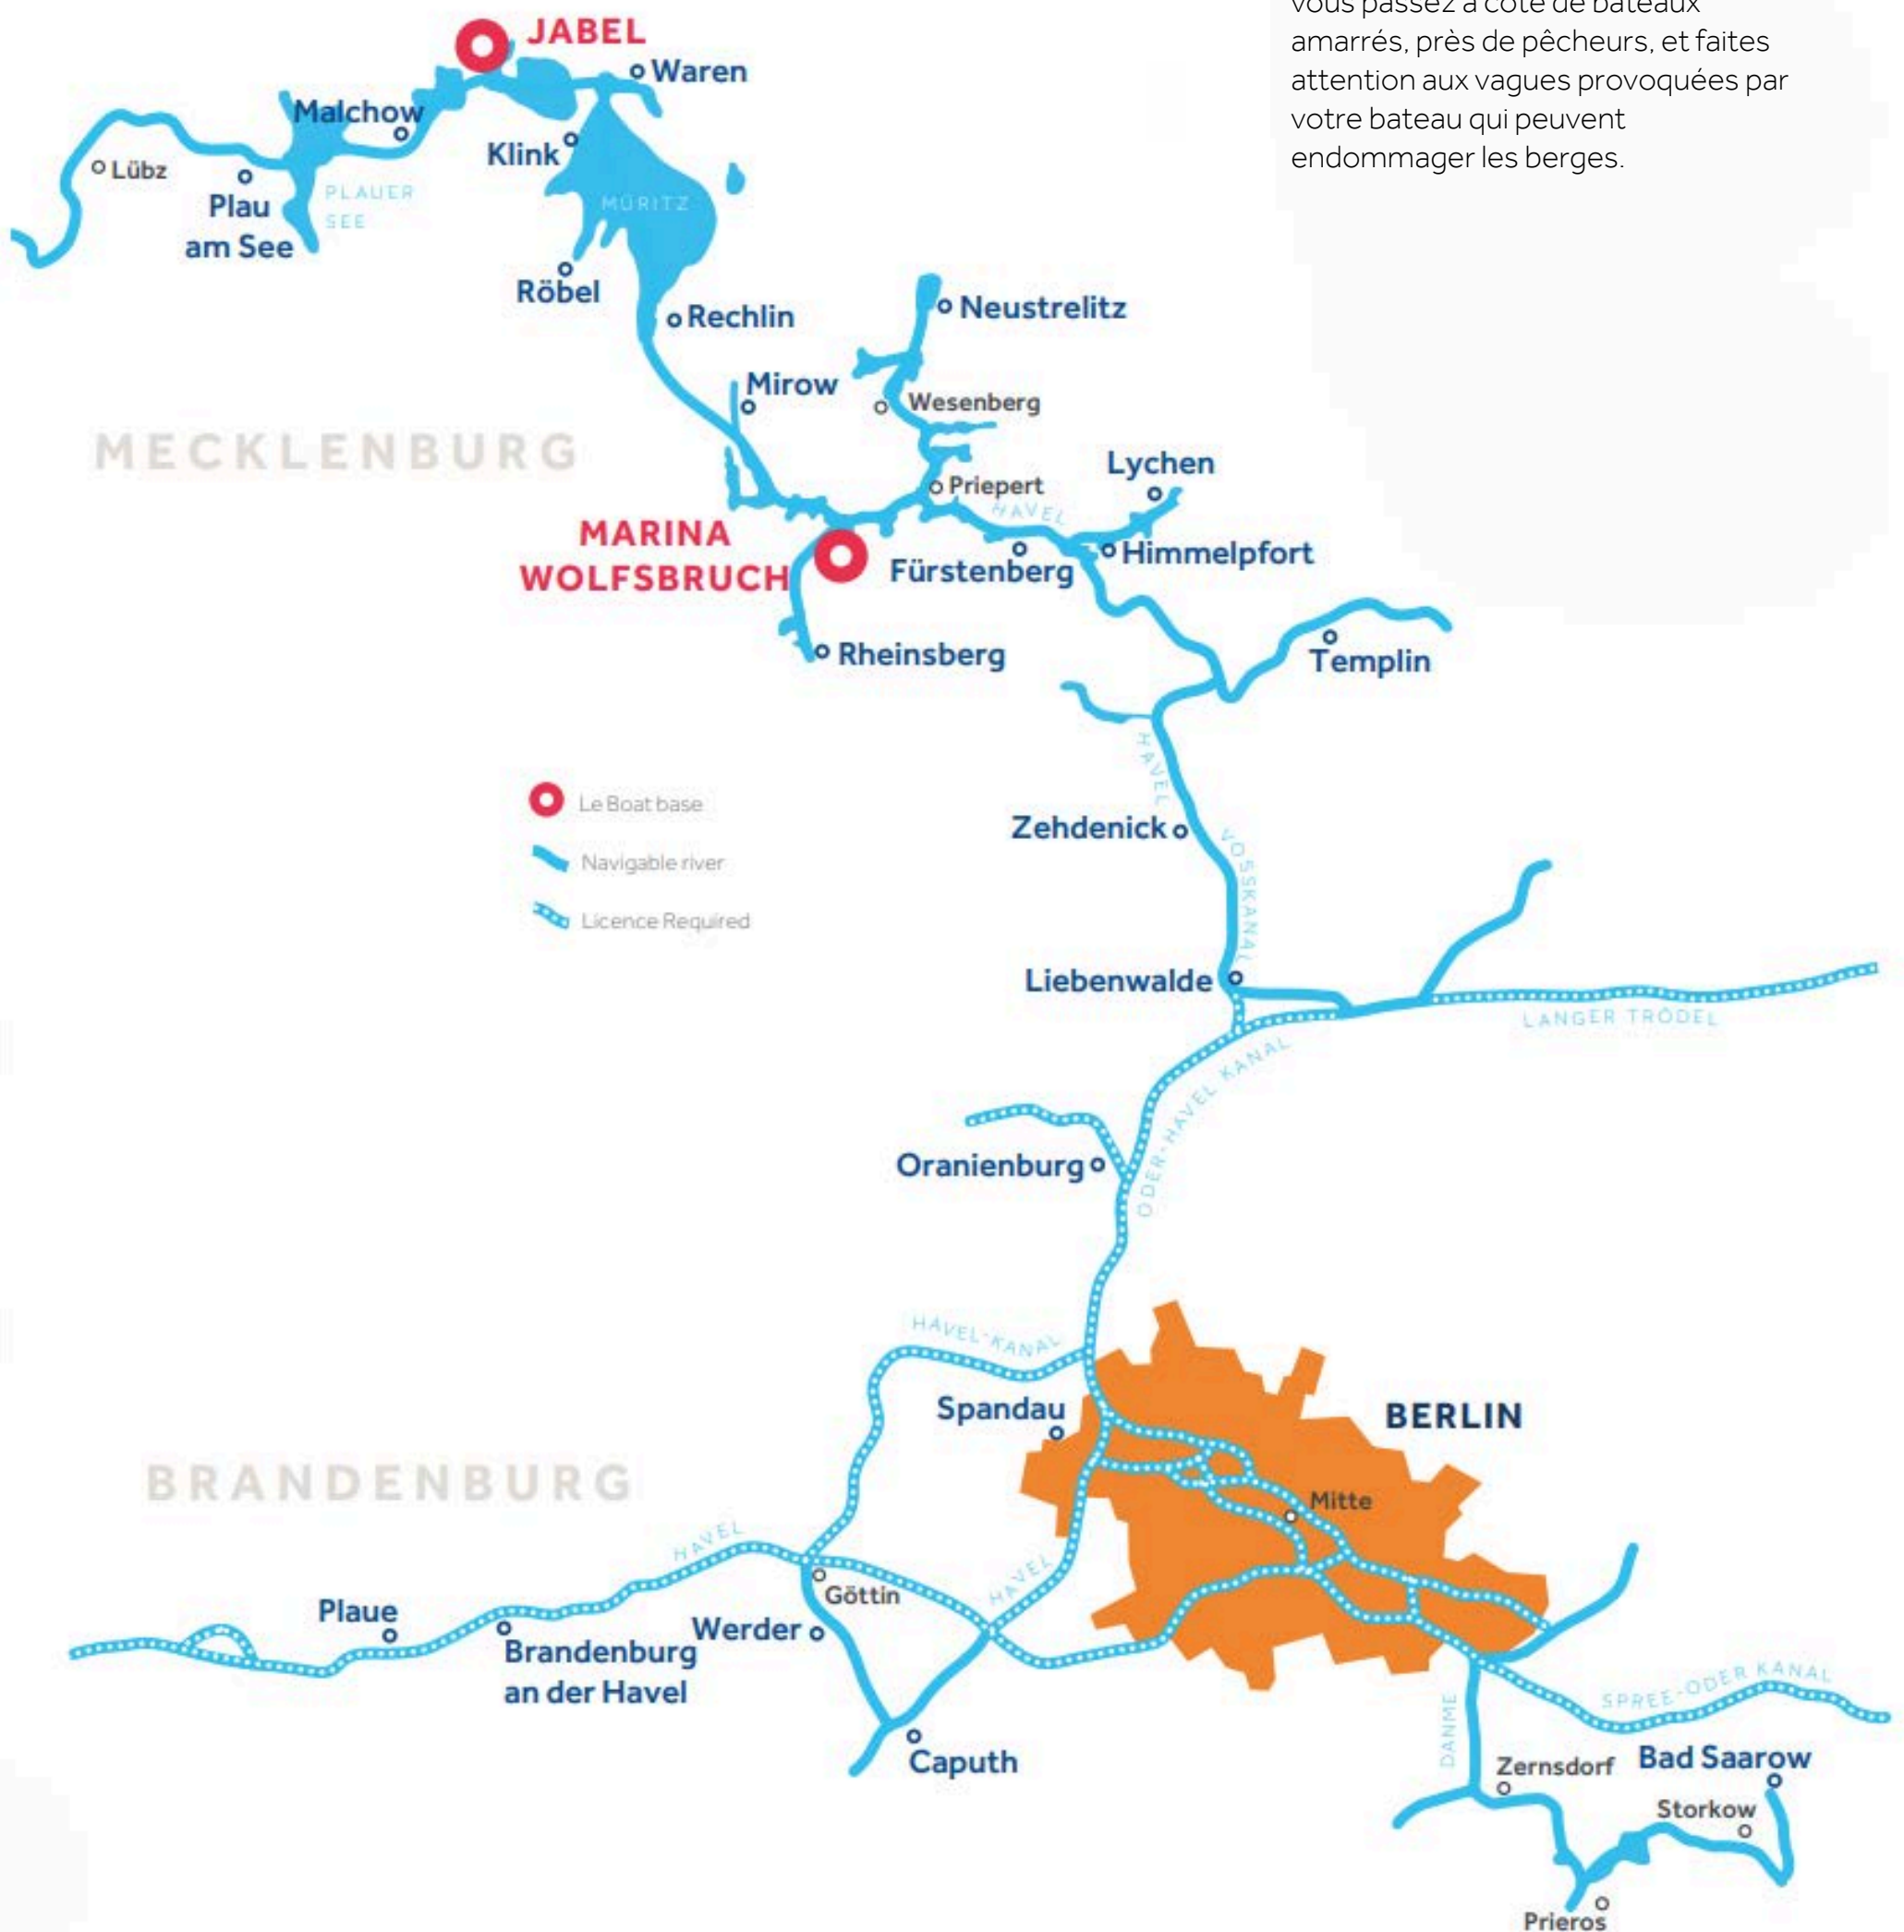 vous passez à côté de bateaux
amarrés, près de pêcheurs, et faites
attention aux vagues provoquées par
votre bateau qui peuvent
endommager les berges.
JABEL
Waren
Malchow
Klink
Lübz
Plau
am See
PLAUER
SEE
MÜRITZ
Röbel
Rechlin
Neustrelitz
Mirow
Wesenberg
MECKLENBURG
Lychen
Priepert
HAVEL
MARINA
WOLFSBRUCH
Fürstenberg
Himmelpfort
Rheinsberg
Templin
HAVEL
Le Boat base
Navigable river
Licence Required
Zehdenick
VOSSKANAL
Liebenwalde
LANGER TRÖDEL
ODER-HAVEL KANAL
Oranienburg
HAVEL-KANAL
Spandau
BERLIN
Mitte
BRANDENBURG
HAVEL
HAVEL
Göttin
Plaue
Werder
Brandenburg
an der Havel
Caputh
DANME
SPREE-ODER KANAL
Zernsdorf
Bad Saarow
Storkow
Prieros